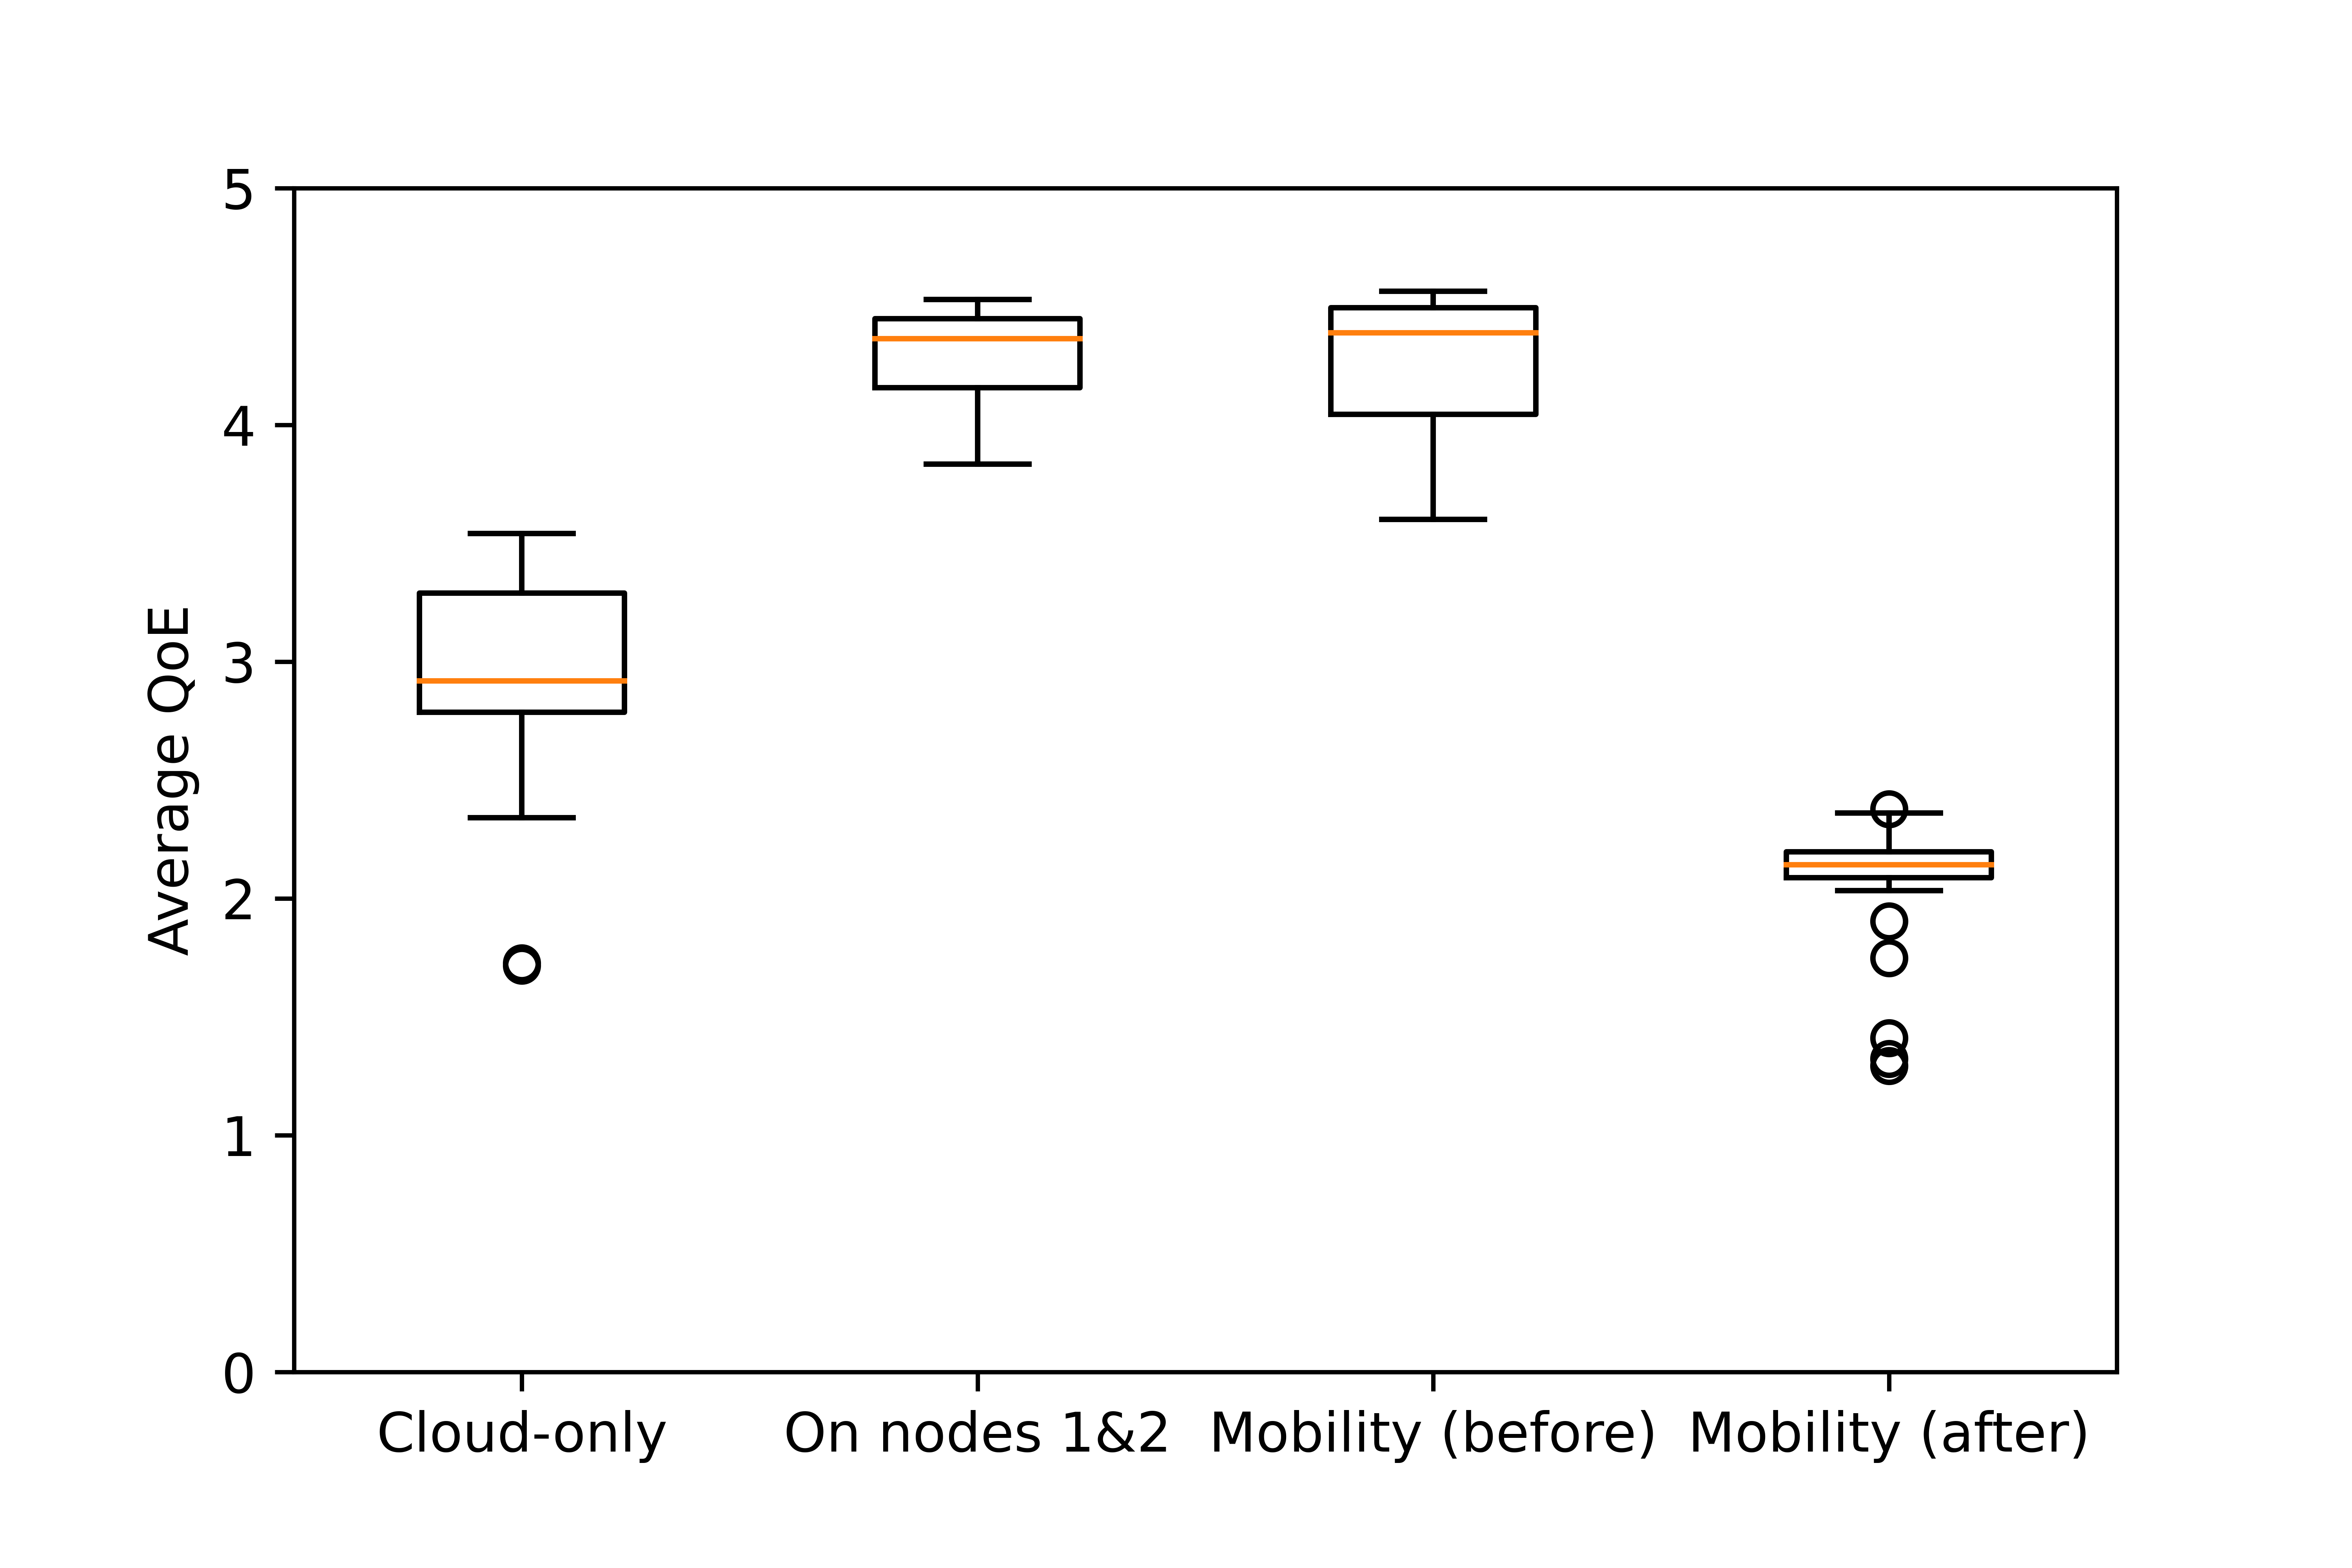 5
4
3
2
1
0
Average QoE
Cloud-only
On nodes 1&2
Mobility (before)
Mobility (after)